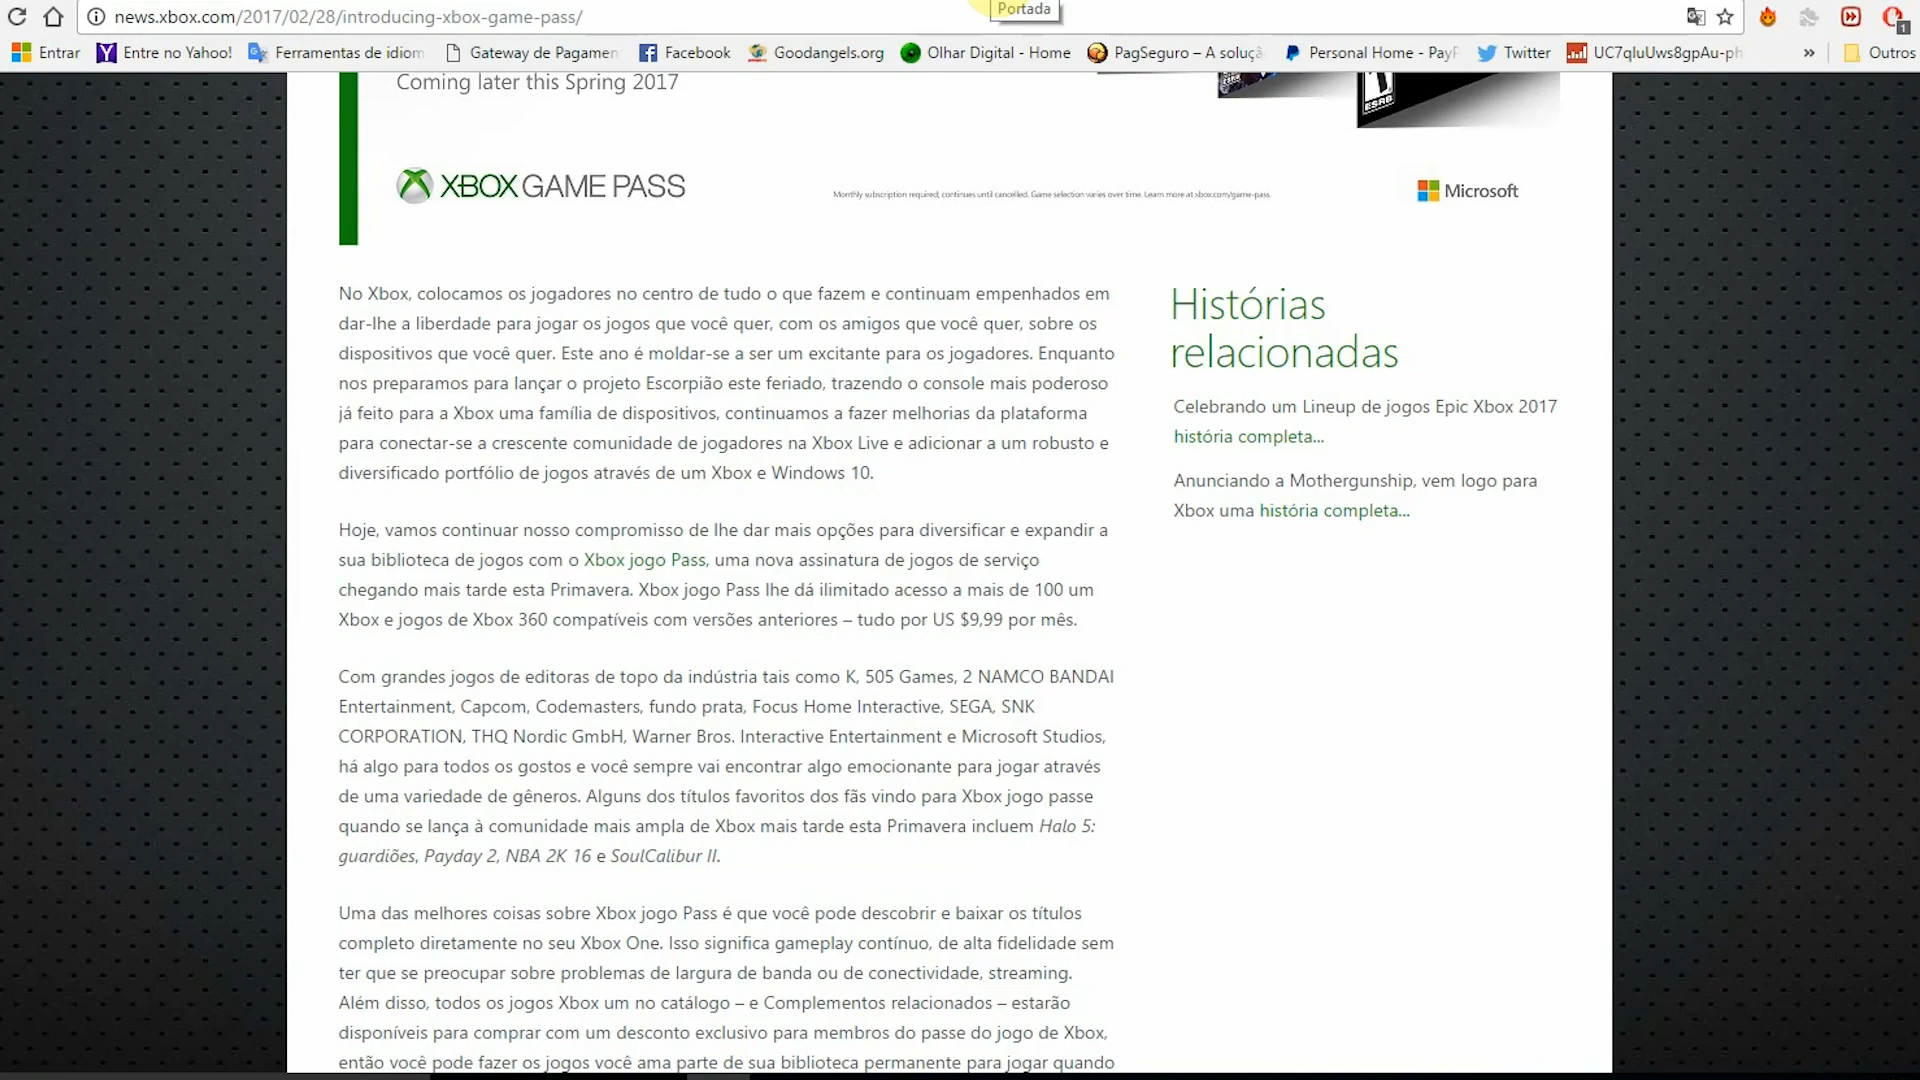 Portada
news.xbox.com/2017/02/28/introducing-xbox-game-pass/
Entrar
Entre no Yahoo!
Ferramentas de idiom
Gateway de Pagamen
Facebook
Goodangels.org
Olhar Digital - Home
PagSeguro – A soluçã
Personal Home - PayP
Twitter
UC7qluUws8gpAu-ph
»
Outros
Coming later this Spring 2017
ESRB
XBOX GAME PASS
Monthly subscription required; continues until cancelled. Game selection varies over time. Learn more at xbox.com/game-pass.
Microsoft
No Xbox, colocamos os jogadores no centro de tudo o que fazem e continuam empenhados em
dar-lhe a liberdade para jogar os jogos que você quer, com os amigos que você quer, sobre os
dispositivos que você quer. Este ano é moldar-se a ser um excitante para os jogadores. Enquanto
nos preparamos para lançar o projeto Escorpião este feriado, trazendo o console mais poderoso
já feito para a Xbox uma família de dispositivos, continuamos a fazer melhorias da plataforma
para conectar-se a crescente comunidade de jogadores na Xbox Live e adicionar a um robusto e
diversificado portfólio de jogos através de um Xbox e Windows 10.
Hoje, vamos continuar nosso compromisso de lhe dar mais opções para diversificar e expandir a
sua biblioteca de jogos com o Xbox jogo Pass, uma nova assinatura de jogos de serviço
chegando mais tarde esta Primavera. Xbox jogo Pass lhe dá ilimitado acesso a mais de 100 um
Xbox e jogos de Xbox 360 compatíveis com versões anteriores – tudo por US $9,99 por mês.
Com grandes jogos de editoras de topo da indústria tais como K, 505 Games, 2 NAMCO BANDAI
Entertainment, Capcom, Codemasters, fundo prata, Focus Home Interactive, SEGA, SNK
CORPORATION, THQ Nordic GmbH, Warner Bros. Interactive Entertainment e Microsoft Studios,
há algo para todos os gostos e você sempre vai encontrar algo emocionante para jogar através
de uma variedade de gêneros. Alguns dos títulos favoritos dos fãs vindo para Xbox jogo passe
quando se lança à comunidade mais ampla de Xbox mais tarde esta Primavera incluem Halo 5:
guardiões, Payday 2, NBA 2K 16 e SoulCalibur II.
Uma das melhores coisas sobre Xbox jogo Pass é que você pode descobrir e baixar os títulos
completo diretamente no seu Xbox One. Isso significa gameplay contínuo, de alta fidelidade sem
ter que se preocupar sobre problemas de largura de banda ou de conectividade, streaming.
Além disso, todos os jogos Xbox um no catálogo – e Complementos relacionados – estarão
disponíveis para comprar com um desconto exclusivo para membros do passe do jogo de Xbox,
então você pode fazer os jogos você ama parte de sua biblioteca permanente para jogar quando
Histórias
relacionadas
Celebrando um Lineup de jogos Epic Xbox 2017
história completa...
Anunciando a Mothergunship, vem logo para
Xbox uma história completa...